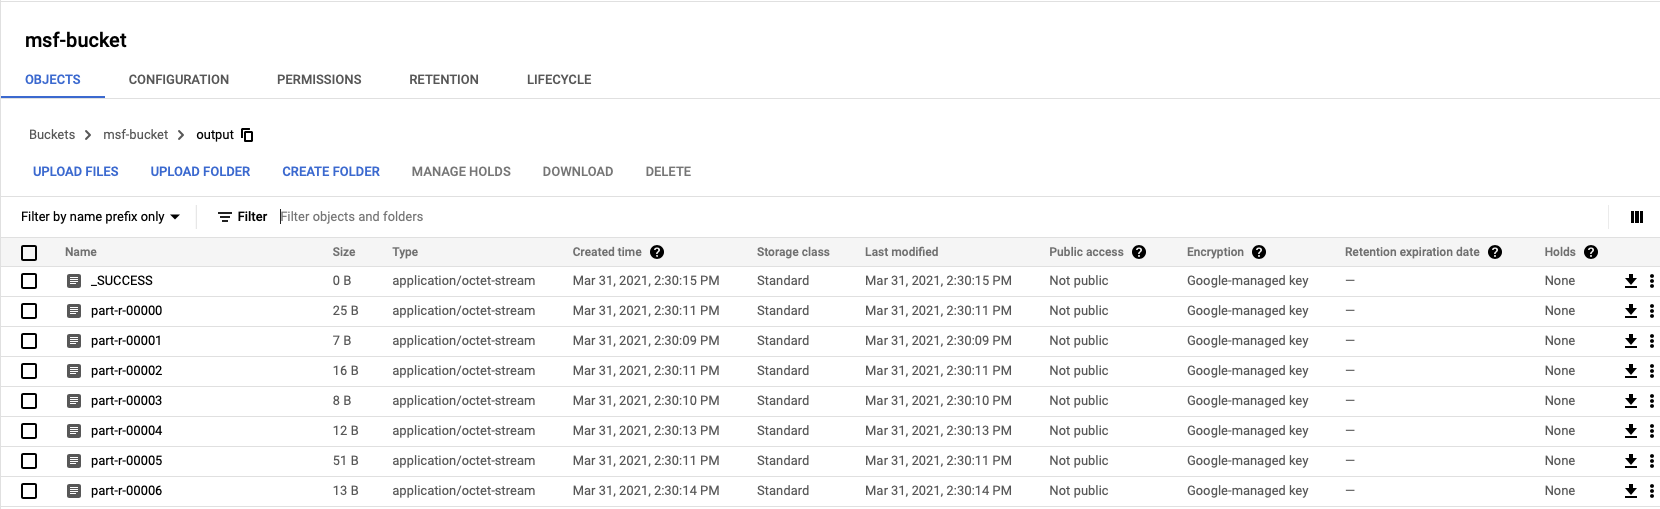 msf-bucket
OBJECTS CONFIGURATION PERMISSIONS RETENTION LIFECYCLE
Buckets > msf-bucket > output
UPLOAD FILES UPLOAD FOLDER CREATE FOLDER MANAGE HOLDS DOWNLOAD DELETE
Filter by name prefix only Filter Filter objects and folders
Name Size Type Created time ? Storage class Last modified Public access ? Encryption ? Retention expiration date ? Holds ?
_SUCCESS 0 B application/octet-stream Mar 31, 2021, 2:30:15 PM Standard Mar 31, 2021, 2:30:15 PM Not public Google-managed key — None
part-r-00000 25 B application/octet-stream Mar 31, 2021, 2:30:11 PM Standard Mar 31, 2021, 2:30:11 PM Not public Google-managed key — None
part-r-00001 7 B application/octet-stream Mar 31, 2021, 2:30:09 PM Standard Mar 31, 2021, 2:30:09 PM Not public Google-managed key — None
part-r-00002 16 B application/octet-stream Mar 31, 2021, 2:30:11 PM Standard Mar 31, 2021, 2:30:11 PM Not public Google-managed key — None
part-r-00003 8 B application/octet-stream Mar 31, 2021, 2:30:10 PM Standard Mar 31, 2021, 2:30:10 PM Not public Google-managed key — None
part-r-00004 12 B application/octet-stream Mar 31, 2021, 2:30:13 PM Standard Mar 31, 2021, 2:30:13 PM Not public Google-managed key — None
part-r-00005 51 B application/octet-stream Mar 31, 2021, 2:30:11 PM Standard Mar 31, 2021, 2:30:11 PM Not public Google-managed key — None
part-r-00006 13 B application/octet-stream Mar 31, 2021, 2:30:14 PM Standard Mar 31, 2021, 2:30:14 PM Not public Google-managed key — None